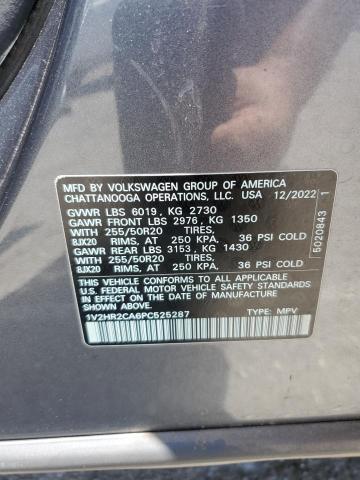 MFD BY VOLKSWAGEN GROUP OF AMERICA
CHATTANOOGA OPERATIONS, LLC. USA 12/2022
GVWR LBS 6019, KG 2730
GAWR FRONT LBS 2976, KG 1350
WITH 255/50R20 TIRES,
8JX20 RIMS, AT 250 KPA, 36 PSI COLD
GAWR REAR LBS 3153, KG 1430
WITH 255/50R20 TIRES,
8JX20 RIMS, AT 250 KPA, 36 PSI COLD
THIS VEHICLE CONFORMS TO ALL APPLICABLE
U.S. FEDERAL MOTOR VEHICLE SAFETY STANDARDS
IN EFFECT ON THE DATE OF MANUFACTURE
SHOWN ABOVE.
1V2HR2CA6PC525287 TYPE: MPV
5020843 1